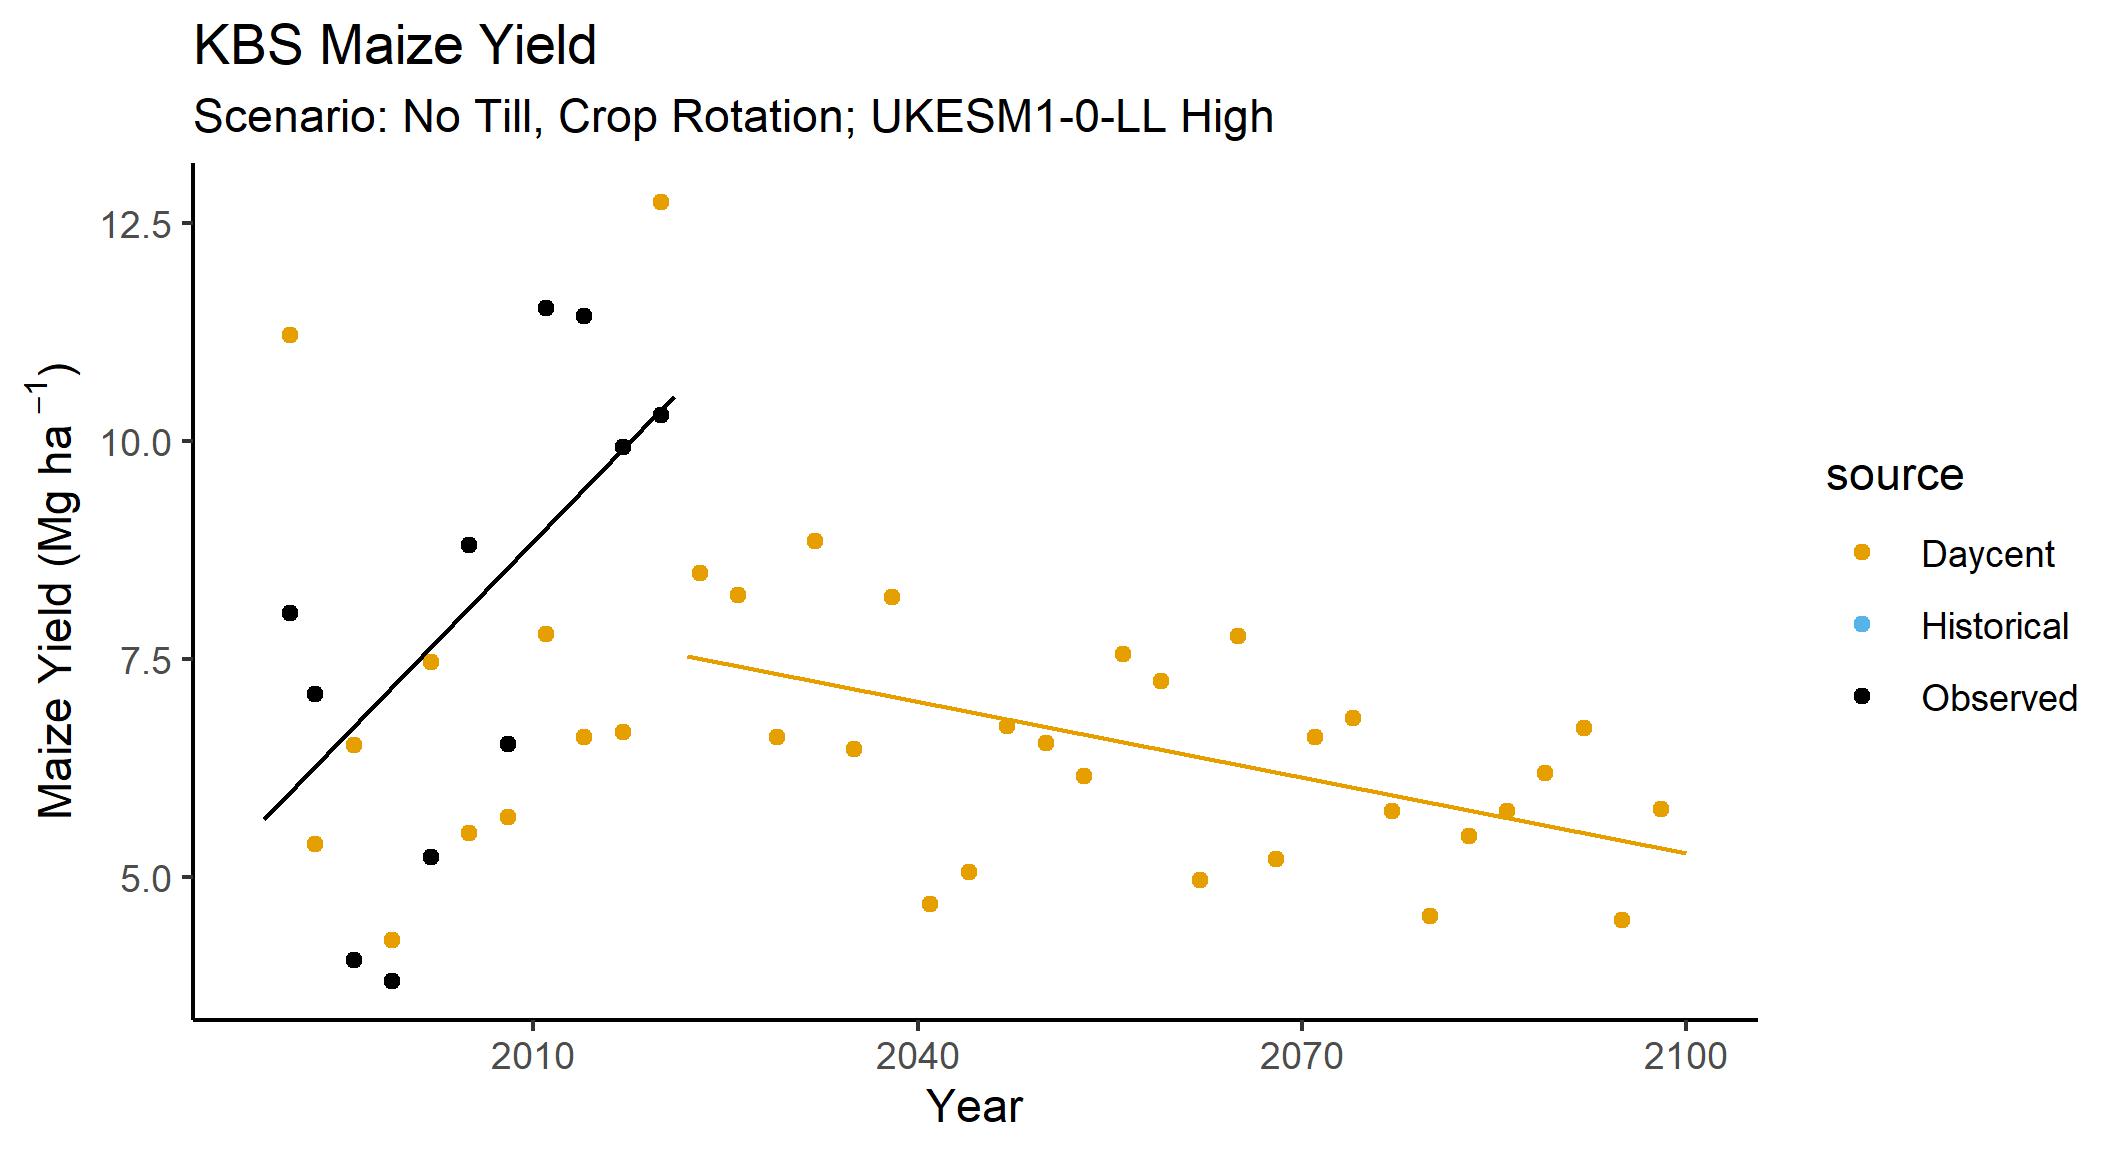 KBS Maize Yield
Scenario: No Till, Crop Rotation; UKESM1-0-LL High
Maize Yield (Mg ha −1)
12.5
10.0
7.5
5.0
2010
2040
2070
2100
Year
source
Daycent
Historical
Observed